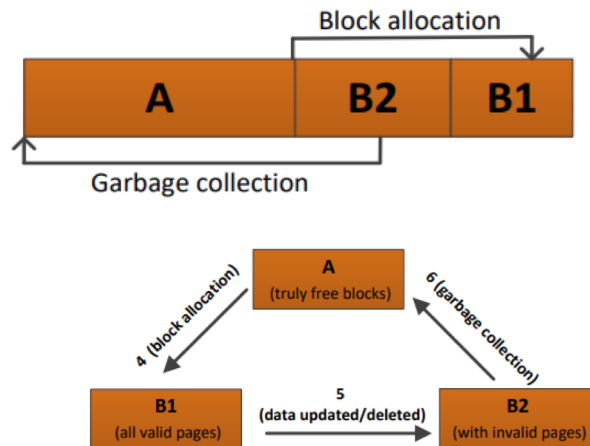 Block allocation
A
B2
B1
Garbage collection
A
(truly free blocks)
4 (block allocation)
6 (garbage collection)
B1
(all valid pages)
5
(data updated/deleted)
B2
(with invalid pages)